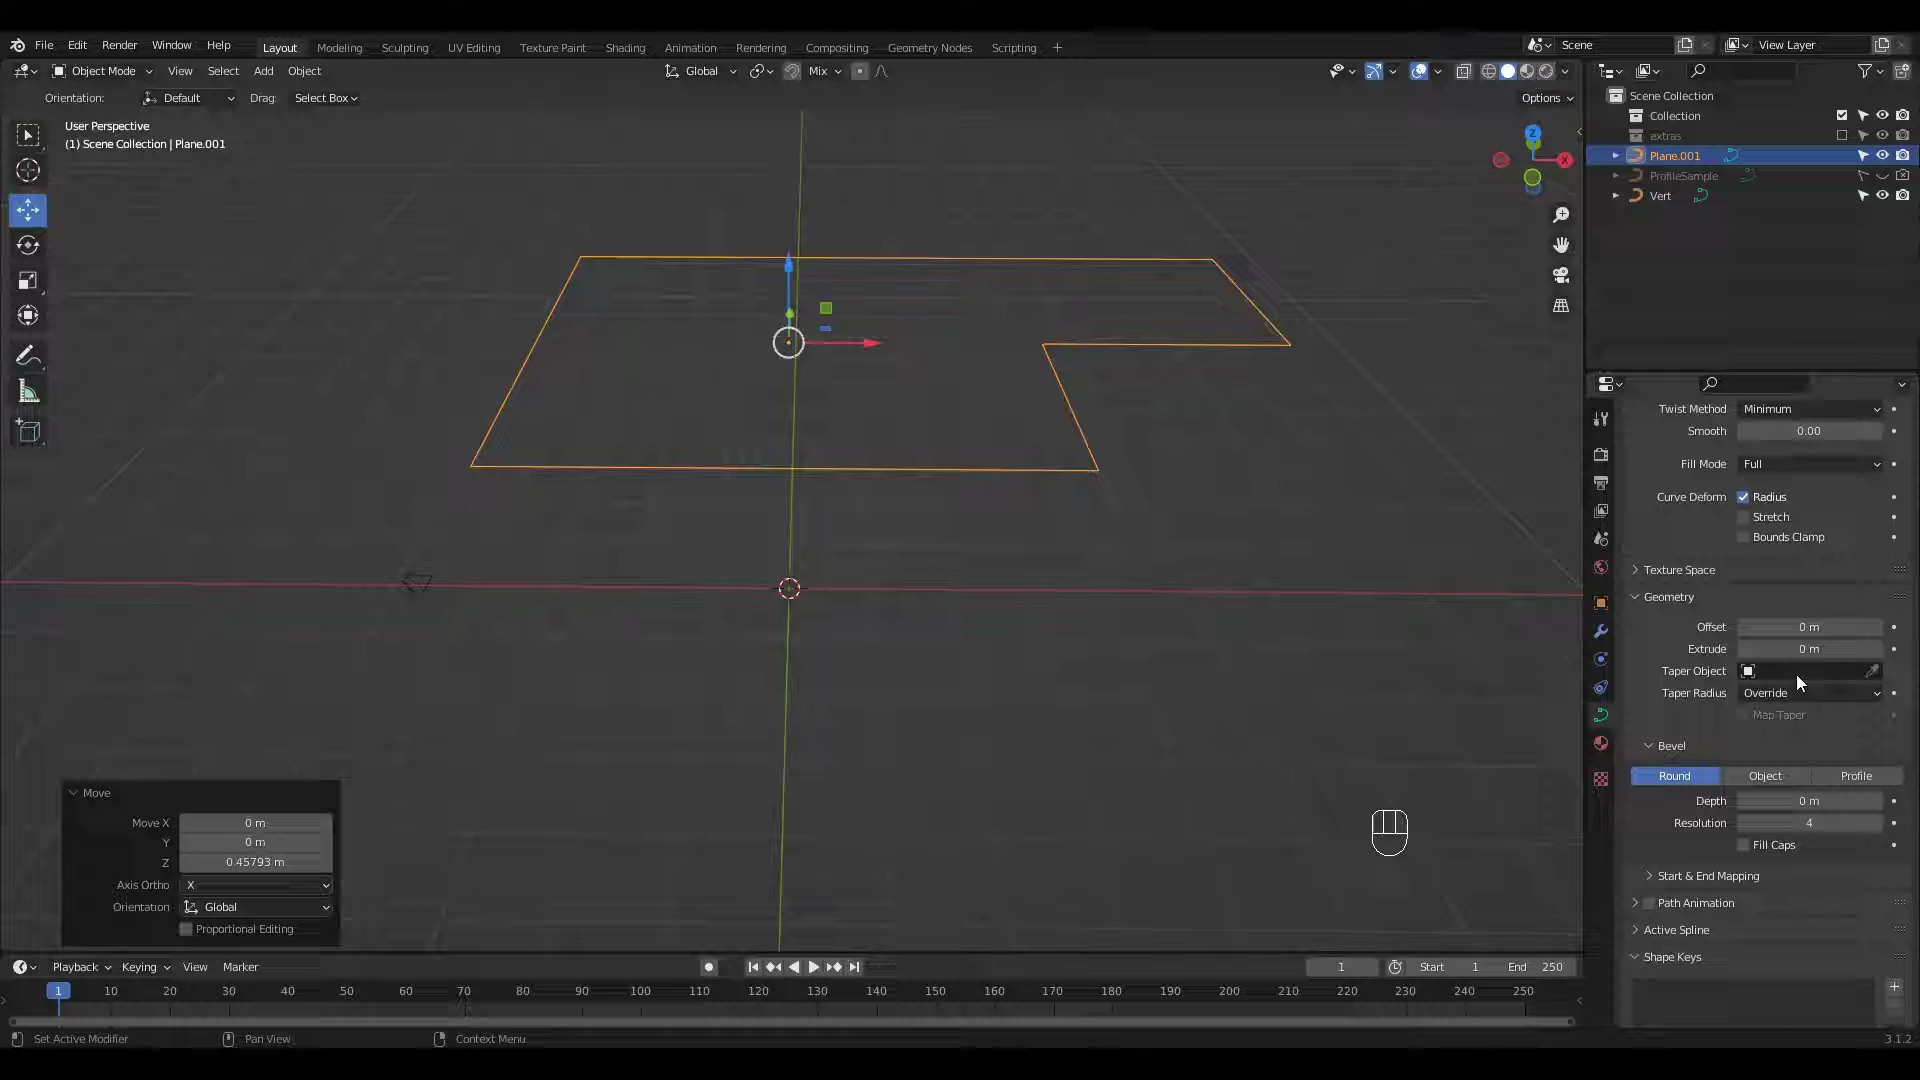 File Edit Render Window Help Layout Modeling Sculpting UV Editing Texture Paint Shading Animation Rendering Compositing Geometry Nodes Scripting + Scene View Layer
Object Mode View Select Add Object Global Mix
Orientation: Default Drag: Select Box Options
User Perspective
(1) Scene Collection | Plane.001
Scene Collection
Collection
extras
Plane.001
ProfileSample
Vert
Z
X
Twist Method Minimum
Smooth 0.00
Fill Mode Full
Curve Deform Radius
Stretch
Bounds Clamp
Texture Space
Geometry
Offset 0 m
Extrude 0 m
Taper Object
Taper Radius Override
Map Taper
Bevel
Round Object Profile
Depth 0 m
Resolution 4
Fill Caps
Start & End Mapping
Path Animation
Active Spline
Shape Keys
Move
Move X 0 m
Y 0 m
Z 0.45793 m
Axis Ortho X
Orientation Global
Proportional Editing
Playback Keying View Marker 1 Start 1 End 250
1 10 20 30 40 50 60 70 80 90 100 110 120 130 140 150 160 170 180 190 200 210 220 230 240 250
Set Active Modifier Pan View Context Menu 3.1.2